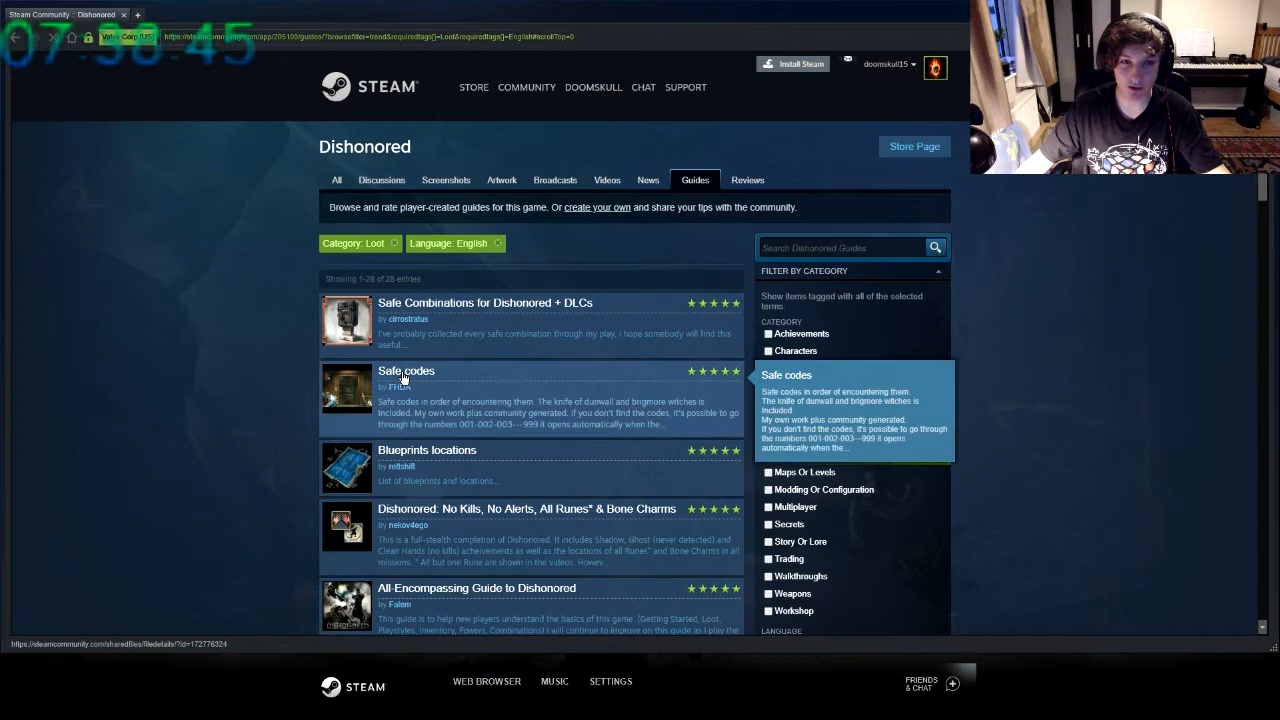 Steam Community :: Dishonored
07:38:45
Valve Corp [US]
https://steamcommunity.com/app/205100/guides/?browsefilter=trend&requiredtags[]=Loot&requiredtags[]=English#scrollTop=0
Install Steam
doomskull15
STEAM
STORE COMMUNITY DOOMSKULL CHAT SUPPORT
Dishonored
Store Page
All Discussions Screenshots Artwork Broadcasts Videos News Guides Reviews
Browse and rate player-created guides for this game. Or create your own and share your tips with the community.
Category: Loot
Language: English
Showing 1-28 of 28 entries
Safe Combinations for Dishonored + DLCs
by cirrostratus
I've probably collected every safe combination through my play, i hope somebody will find this
useful....
Safe codes
by FHDA
Safe codes in order of encountering them. The knife of dunwall and brigmore witches is
Included. My own work plus community generated. If you don't find the codes, it's possible to go
through the numbers 001-002-003---999 it opens automatically when the...
Blueprints locations
by rettshift
List of blueprints and locations...
Dishonored: No Kills, No Alerts, All Runes* & Bone Charms
by nekov4ego
This is a full-stealth completion of Dishonored. It includes Shadow, Ghost (never detected) and
Clean Hands (no kills) acheivements as well as the locations of all Runes* and Bone Charms in all
missions. * All but one Rune are shown in the videos. Howev...
All-Encompassing Guide to Dishonored
by Falem
This guide is to help new players understand the basics of this game. (Getting Started, Loot,
Playstyles, Inventory, Powers, Combinations) I will continue to improve on this guide as I play the
Search Dishonored Guides
FILTER BY CATEGORY
Show items tagged with all of the selected
terms:
CATEGORY
Achievements
Characters
Safe codes
Safe codes in order of encountering them.
The knife of dunwall and brigmore witches is
Included.
My own work plus community generated.
If you don't find the codes, it's possible to go through
the numbers 001-002-003---999 it opens
automatically when the...
Maps Or Levels
Modding Or Configuration
Multiplayer
Secrets
Story Or Lore
Trading
Walkthroughs
Weapons
Workshop
LANGUAGE
https://steamcommunity.com/sharedfiles/filedetails/?id=172776324
STEAM
WEB BROWSER MUSIC SETTINGS
FRIENDS
& CHAT